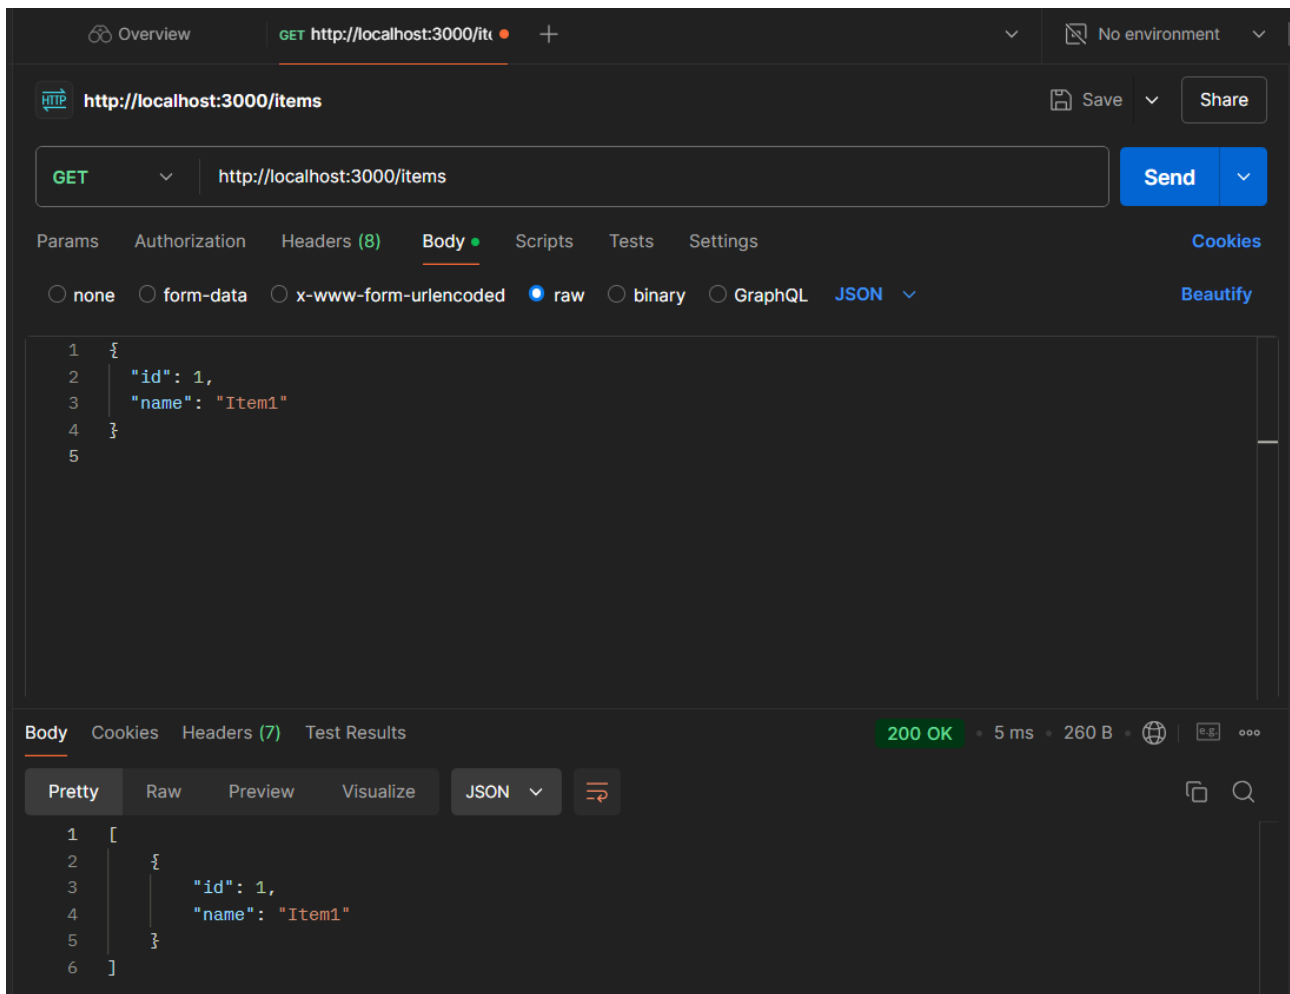 Overview
GET http://localhost:3000/ite
No environment
HTTP http://localhost:3000/items
Save
Share
GET http://localhost:3000/items
Send
Params Authorization Headers (8) Body Scripts Tests Settings Cookies
none form-data x-www-form-urlencoded raw binary GraphQL JSON Beautify
1 {
2 "id": 1,
3 "name": "Item1"
4 }
5
Body Cookies Headers (7) Test Results 200 OK • 5 ms • 260 B • e.g.
Pretty Raw Preview Visualize JSON
1 [
2 {
3 "id": 1,
4 "name": "Item1"
5 }
6 ]